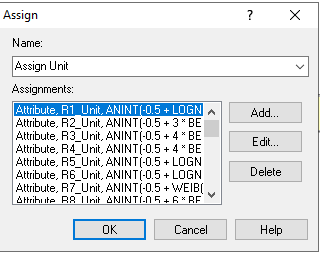 Assign
?
Name:
Assign Unit
Assignments:
Attribute, R1_Unit, ANINT(-0.5 + LOGN
Attribute, R2_Unit, ANINT(-0.5 + 3 * BE
Attribute, R3_Unit, ANINT(-0.5 + 4 * BE
Attribute, R4_Unit, ANINT(-0.5 + 4 * BE
Attribute, R5_Unit, ANINT(-0.5 + LOGN
Attribute, R6_Unit, ANINT(-0.5 + LOGN
Attribute, R7_Unit, ANINT(-0.5 + WEIB(
Attribute, R8_Unit, ANINT(-0.5 + 6 * BE
Add...
Edit...
Delete
OK
Cancel
Help